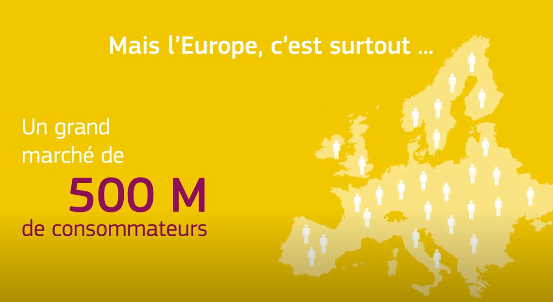 Mais l'Europe, c'est surtout ...
Un grand
marché de
500 M
de consommateurs